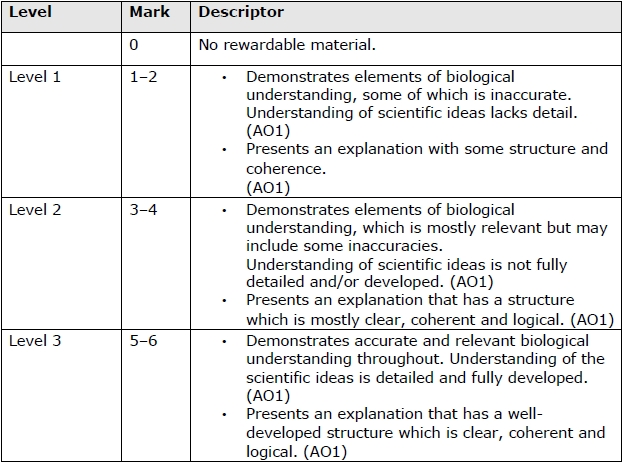 Level Mark Descriptor
0 No rewardable material.
Level 1 1–2 • Demonstrates elements of biological
understanding, some of which is inaccurate.
Understanding of scientific ideas lacks detail.
(AO1)
• Presents an explanation with some structure and
coherence.
(AO1)
Level 2 3–4 • Demonstrates elements of biological
understanding, which is mostly relevant but may
include some inaccuracies.
Understanding of scientific ideas is not fully
detailed and/or developed. (AO1)
• Presents an explanation that has a structure
which is mostly clear, coherent and logical. (AO1)
Level 3 5–6 • Demonstrates accurate and relevant biological
understanding throughout. Understanding of the
scientific ideas is detailed and fully developed.
(AO1)
• Presents an explanation that has a well-
developed structure which is clear, coherent and
logical. (AO1)